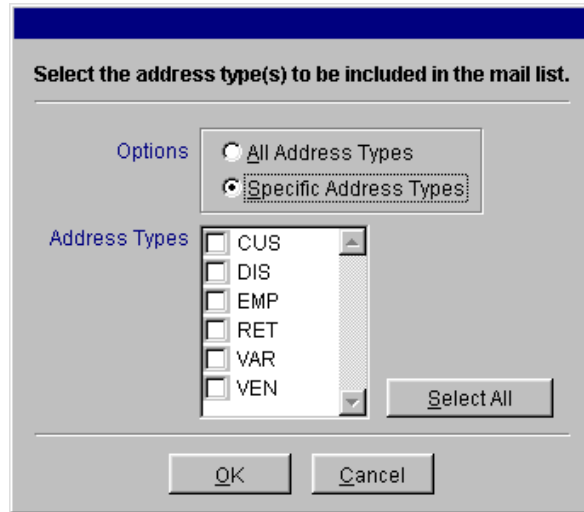 Select the address type(s) to be included in the mail list.
Options
All Address Types
Specific Address Types
Address Types
CUS
DIS
EMP
RET
VAR
VEN
Select All
OK
Cancel